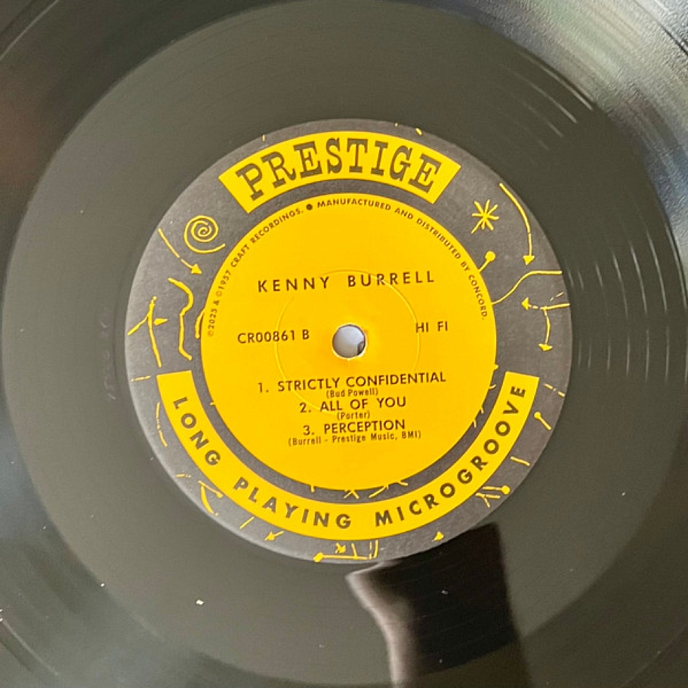 PRESTIGE
℗2025 & ©1957 CRAFT RECORDINGS. ● MANUFACTURED AND DISTRIBUTED BY CONCORD.
KENNY BURRELL
CR00861 B
HI FI
1. STRICTLY CONFIDENTIAL
(Bud Powell)
2. ALL OF YOU
(Porter)
3. PERCEPTION
(Burrell - Prestige Music, BMI)
LONG PLAYING MICROGROOVE